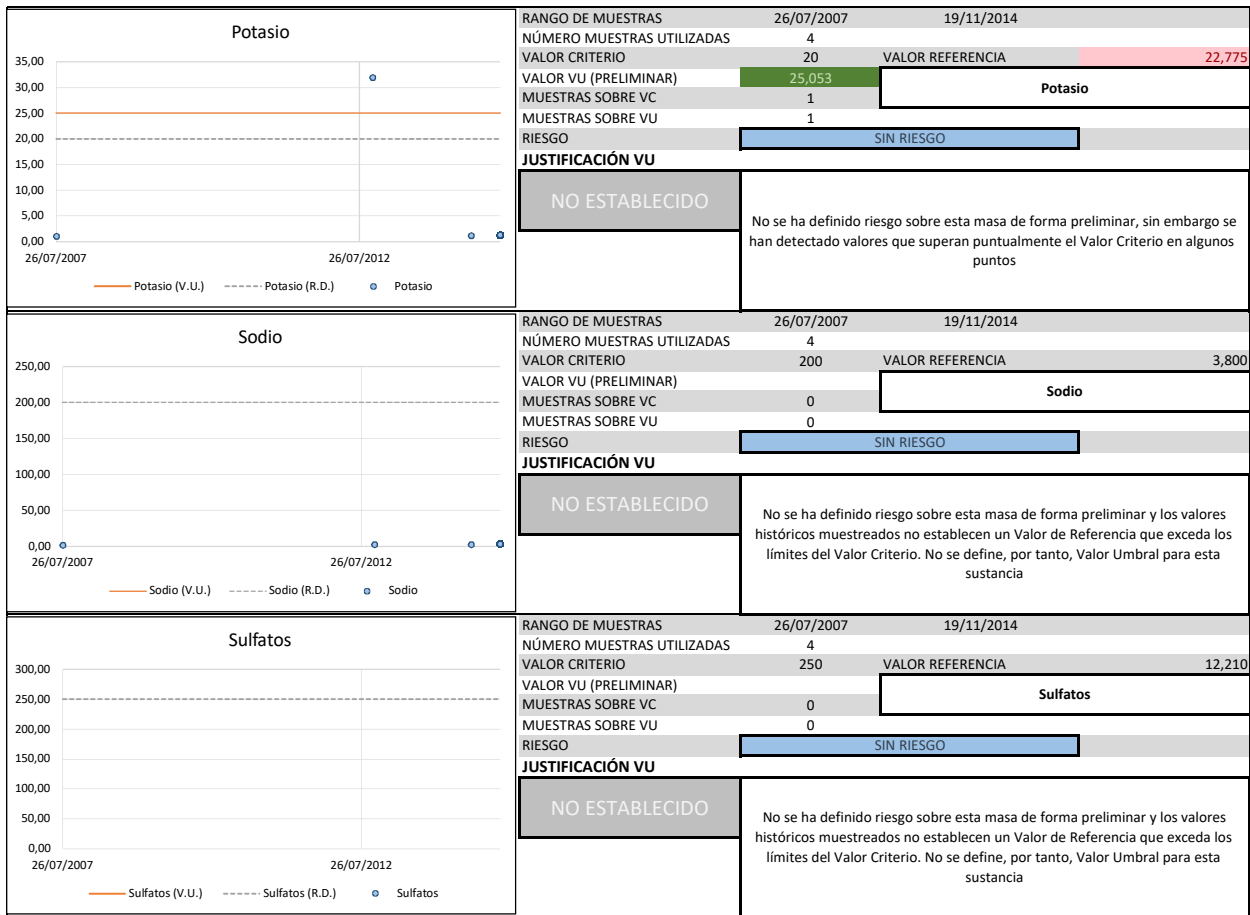 Potasio
35,00
30,00
25,00
20,00
15,00
10,00
5,00
0,00
26/07/2007 26/07/2012
Potasio (V.U.) Potasio (R.D.) Potasio
RANGO DE MUESTRAS 26/07/2007 19/11/2014
NÚMERO MUESTRAS UTILIZADAS 4
VALOR CRITERIO 20 VALOR REFERENCIA 22,775
VALOR VU (PRELIMINAR) 25,053
Potasio
MUESTRAS SOBRE VC 1
MUESTRAS SOBRE VU 1
RIESGO SIN RIESGO
JUSTIFICACIÓN VU
NO ESTABLECIDO
No se ha definido riesgo sobre esta masa de forma preliminar, sin embargo se
han detectado valores que superan puntualmente el Valor Criterio en algunos
puntos
Sodio
250,00
200,00
150,00
100,00
50,00
0,00
26/07/2007 26/07/2012
Sodio (V.U.) Sodio (R.D.) Sodio
RANGO DE MUESTRAS 26/07/2007 19/11/2014
NÚMERO MUESTRAS UTILIZADAS 4
VALOR CRITERIO 200 VALOR REFERENCIA 3,800
VALOR VU (PRELIMINAR)
Sodio
MUESTRAS SOBRE VC 0
MUESTRAS SOBRE VU 0
RIESGO SIN RIESGO
JUSTIFICACIÓN VU
NO ESTABLECIDO
No se ha definido riesgo sobre esta masa de forma preliminar y los valores
históricos muestreados no establecen un Valor de Referencia que exceda los
límites del Valor Criterio. No se define, por tanto, Valor Umbral para esta
sustancia
Sulfatos
300,00
250,00
200,00
150,00
100,00
50,00
0,00
26/07/2007 26/07/2012
Sulfatos (V.U.) Sulfatos (R.D.) Sulfatos
RANGO DE MUESTRAS 26/07/2007 19/11/2014
NÚMERO MUESTRAS UTILIZADAS 4
VALOR CRITERIO 250 VALOR REFERENCIA 12,210
VALOR VU (PRELIMINAR)
Sulfatos
MUESTRAS SOBRE VC 0
MUESTRAS SOBRE VU 0
RIESGO SIN RIESGO
JUSTIFICACIÓN VU
NO ESTABLECIDO
No se ha definido riesgo sobre esta masa de forma preliminar y los valores
históricos muestreados no establecen un Valor de Referencia que exceda los
límites del Valor Criterio. No se define, por tanto, Valor Umbral para esta
sustancia